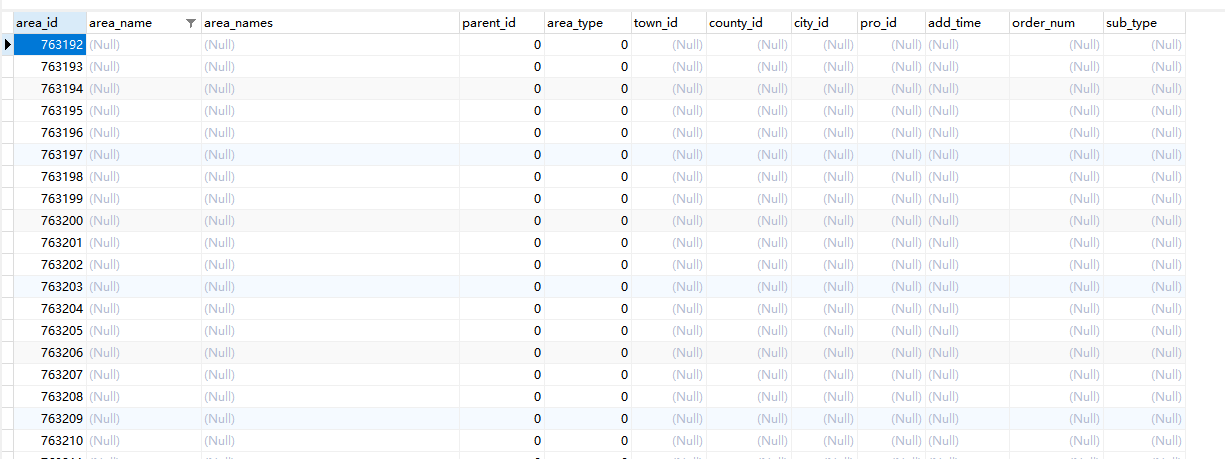 area_id area_name area_names parent_id area_type town_id county_id city_id pro_id add_time order_num sub_type
763192 (Null) (Null) 0 0 (Null) (Null) (Null) (Null) (Null) (Null) (Null)
763193 (Null) (Null) 0 0 (Null) (Null) (Null) (Null) (Null) (Null) (Null)
763194 (Null) (Null) 0 0 (Null) (Null) (Null) (Null) (Null) (Null) (Null)
763195 (Null) (Null) 0 0 (Null) (Null) (Null) (Null) (Null) (Null) (Null)
763196 (Null) (Null) 0 0 (Null) (Null) (Null) (Null) (Null) (Null) (Null)
763197 (Null) (Null) 0 0 (Null) (Null) (Null) (Null) (Null) (Null) (Null)
763198 (Null) (Null) 0 0 (Null) (Null) (Null) (Null) (Null) (Null) (Null)
763199 (Null) (Null) 0 0 (Null) (Null) (Null) (Null) (Null) (Null) (Null)
763200 (Null) (Null) 0 0 (Null) (Null) (Null) (Null) (Null) (Null) (Null)
763201 (Null) (Null) 0 0 (Null) (Null) (Null) (Null) (Null) (Null) (Null)
763202 (Null) (Null) 0 0 (Null) (Null) (Null) (Null) (Null) (Null) (Null)
763203 (Null) (Null) 0 0 (Null) (Null) (Null) (Null) (Null) (Null) (Null)
763204 (Null) (Null) 0 0 (Null) (Null) (Null) (Null) (Null) (Null) (Null)
763205 (Null) (Null) 0 0 (Null) (Null) (Null) (Null) (Null) (Null) (Null)
763206 (Null) (Null) 0 0 (Null) (Null) (Null) (Null) (Null) (Null) (Null)
763207 (Null) (Null) 0 0 (Null) (Null) (Null) (Null) (Null) (Null) (Null)
763208 (Null) (Null) 0 0 (Null) (Null) (Null) (Null) (Null) (Null) (Null)
763209 (Null) (Null) 0 0 (Null) (Null) (Null) (Null) (Null) (Null) (Null)
763210 (Null) (Null) 0 0 (Null) (Null) (Null) (Null) (Null) (Null) (Null)